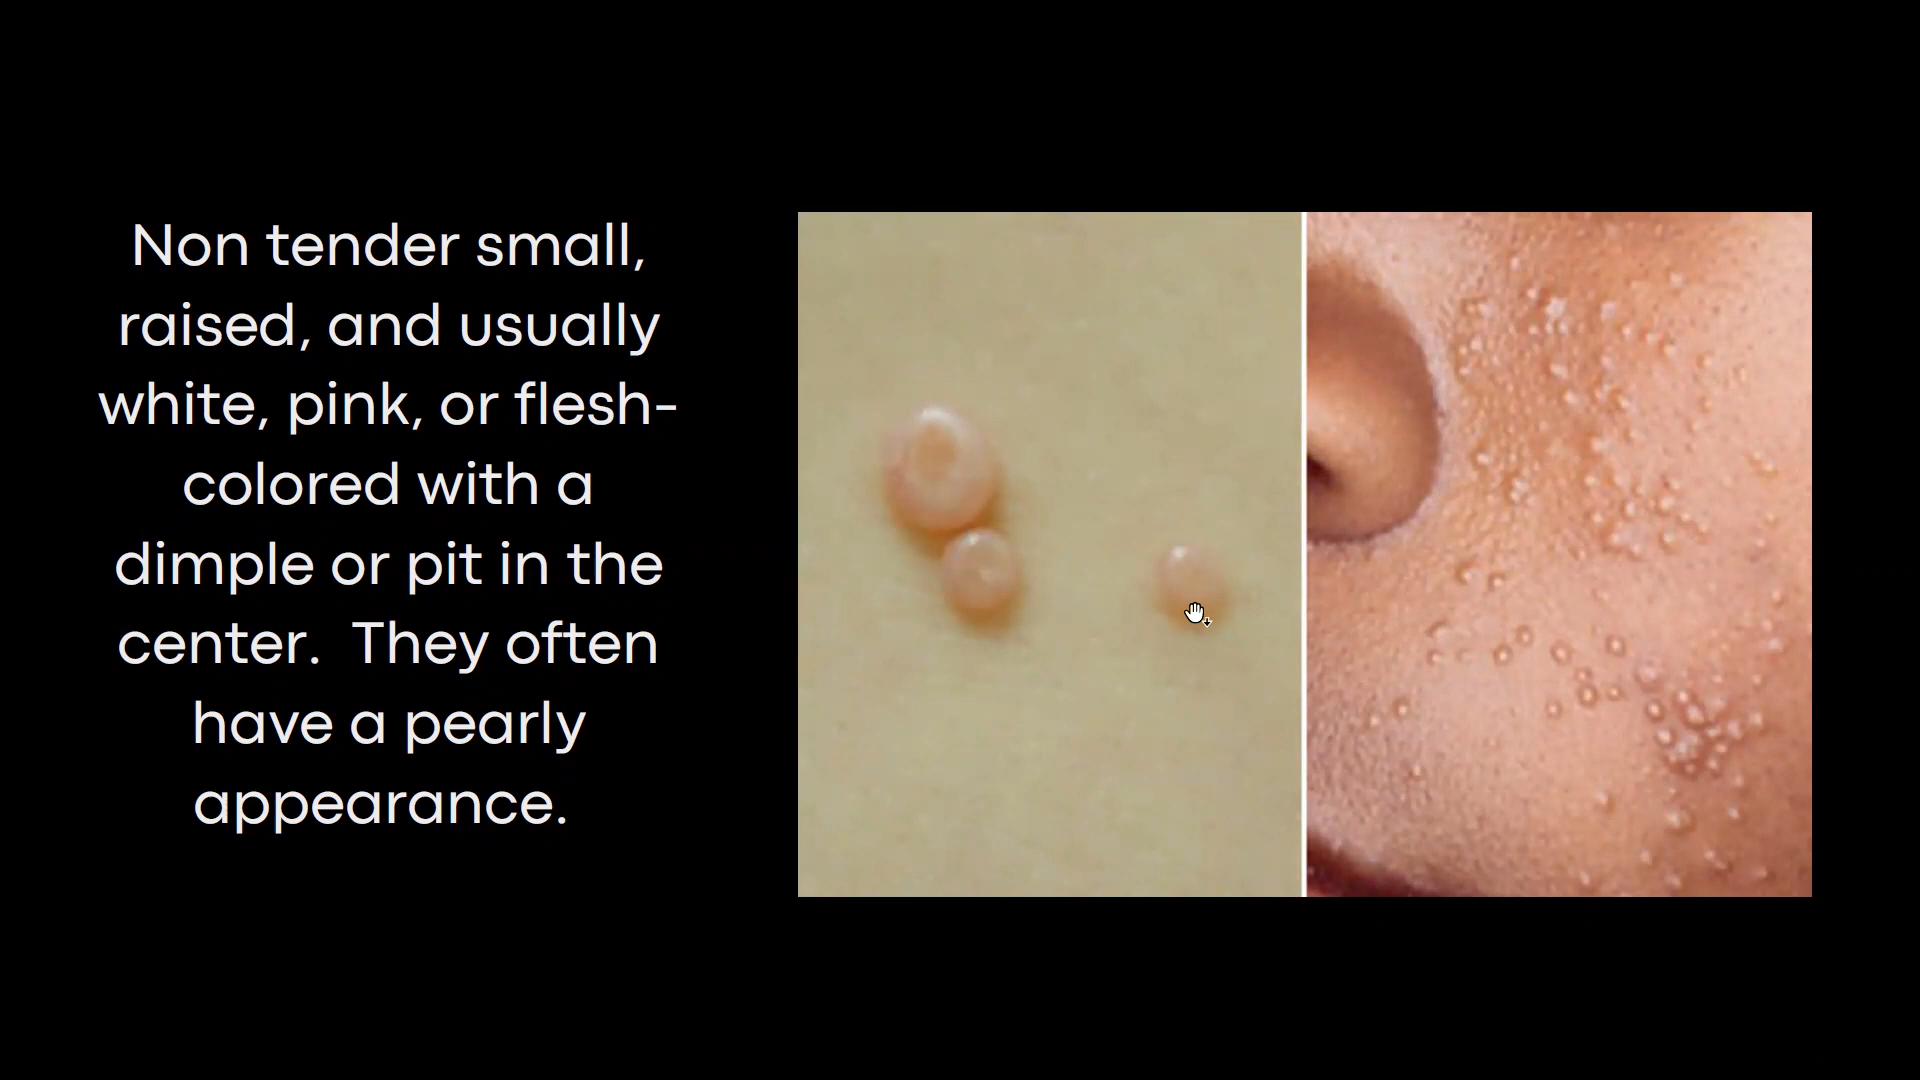 Non tender small,
raised, and usually
white, pink, or flesh-
colored with a
dimple or pit in the
center.  They often
have a pearly
appearance.